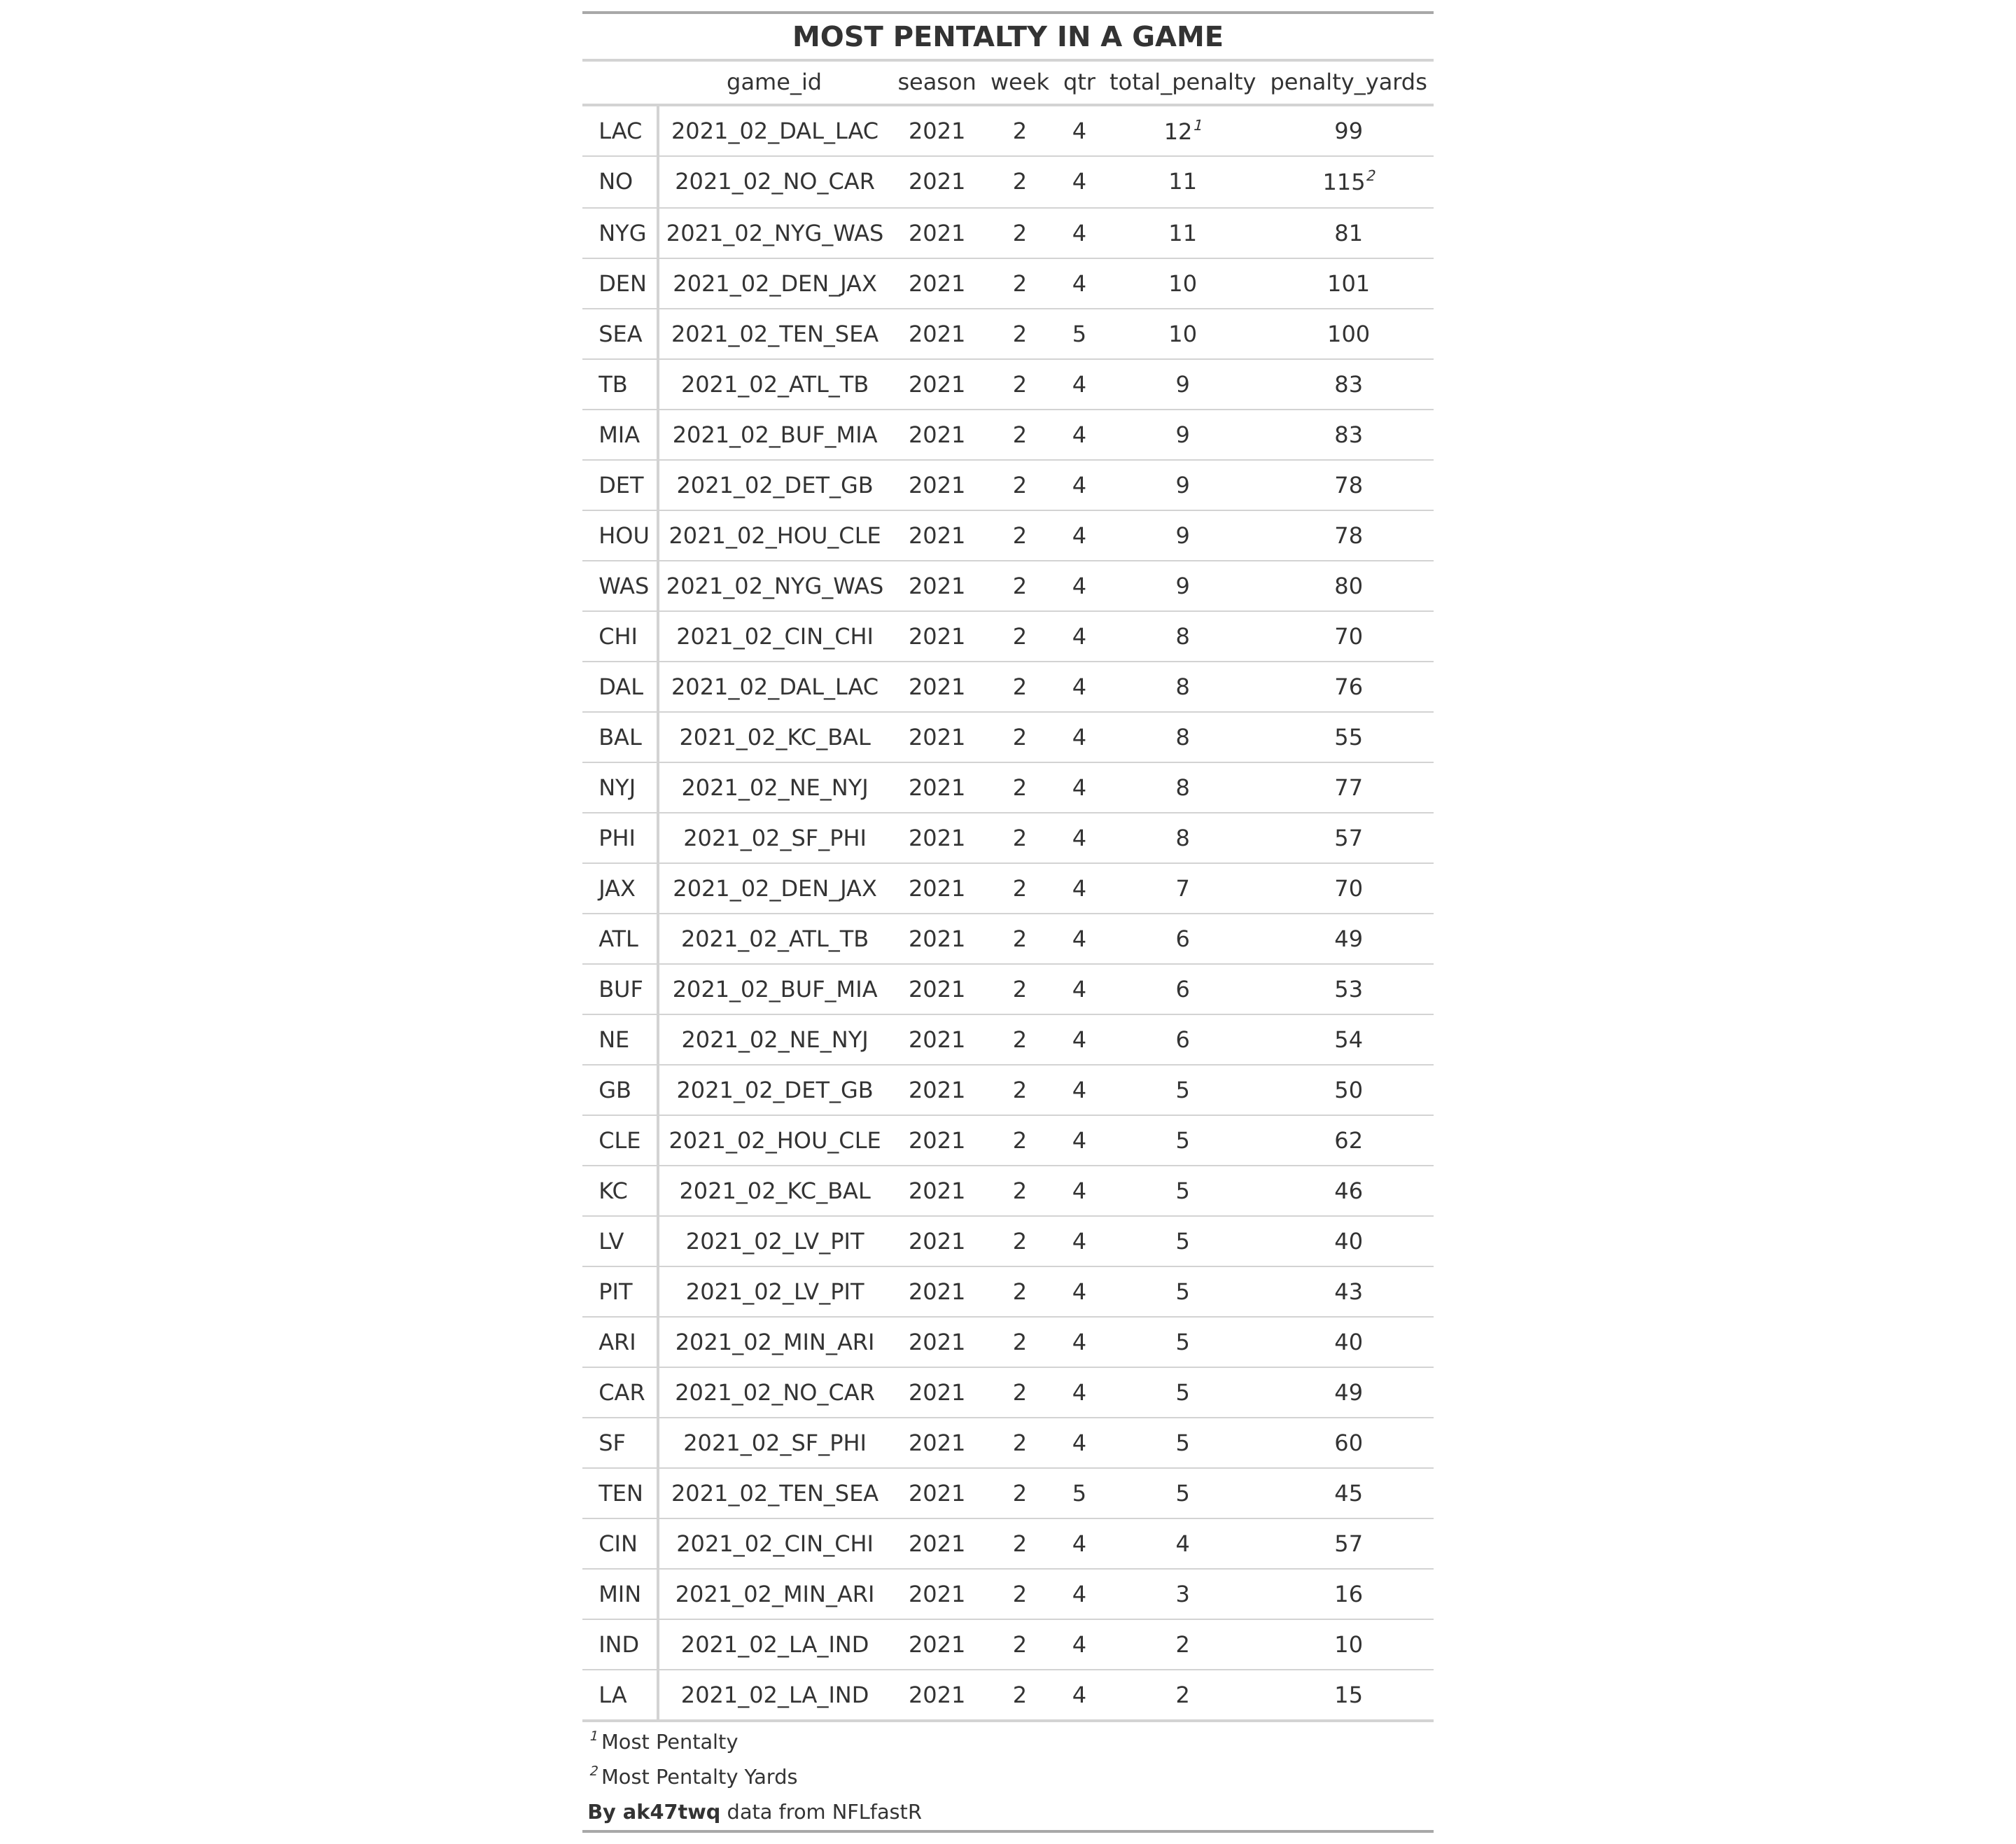 MOST PENTALTY IN A GAME
game_id season week qtr total_penalty penalty_yards
LAC 2021_02_DAL_LAC 2021 2 4 12¹ 99
NO 2021_02_NO_CAR 2021 2 4 11 115²
NYG 2021_02_NYG_WAS 2021 2 4 11 81
DEN 2021_02_DEN_JAX 2021 2 4 10 101
SEA 2021_02_TEN_SEA 2021 2 5 10 100
TB 2021_02_ATL_TB 2021 2 4 9 83
MIA 2021_02_BUF_MIA 2021 2 4 9 83
DET 2021_02_DET_GB 2021 2 4 9 78
HOU 2021_02_HOU_CLE 2021 2 4 9 78
WAS 2021_02_NYG_WAS 2021 2 4 9 80
CHI 2021_02_CIN_CHI 2021 2 4 8 70
DAL 2021_02_DAL_LAC 2021 2 4 8 76
BAL 2021_02_KC_BAL 2021 2 4 8 55
NYJ 2021_02_NE_NYJ 2021 2 4 8 77
PHI 2021_02_SF_PHI 2021 2 4 8 57
JAX 2021_02_DEN_JAX 2021 2 4 7 70
ATL 2021_02_ATL_TB 2021 2 4 6 49
BUF 2021_02_BUF_MIA 2021 2 4 6 53
NE 2021_02_NE_NYJ 2021 2 4 6 54
GB 2021_02_DET_GB 2021 2 4 5 50
CLE 2021_02_HOU_CLE 2021 2 4 5 62
KC 2021_02_KC_BAL 2021 2 4 5 46
LV 2021_02_LV_PIT 2021 2 4 5 40
PIT 2021_02_LV_PIT 2021 2 4 5 43
ARI 2021_02_MIN_ARI 2021 2 4 5 40
CAR 2021_02_NO_CAR 2021 2 4 5 49
SF 2021_02_SF_PHI 2021 2 4 5 60
TEN 2021_02_TEN_SEA 2021 2 5 5 45
CIN 2021_02_CIN_CHI 2021 2 4 4 57
MIN 2021_02_MIN_ARI 2021 2 4 3 16
IND 2021_02_LA_IND 2021 2 4 2 10
LA 2021_02_LA_IND 2021 2 4 2 15
¹ Most Pentalty
² Most Pentalty Yards
By ak47twq data from NFLfastR